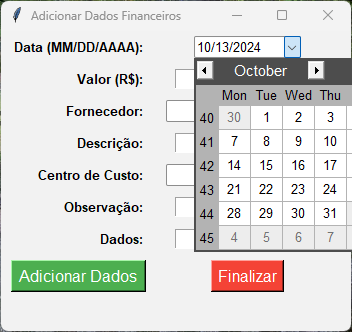 Adicionar Dados Financeiros
Data (MM/DD/AAAA): 10/13/2024
October
Valor (R$):
Mon Tue Wed Thu
Fornecedor:
40 30 1 2 3
41 7 8 9 10
Descrição:
42 14 15 16 17
Centro de Custo:
43 21 22 23 24
Observação:
44 28 29 30 31
Dados:
45 4 5 6 7
Adicionar Dados
Finalizar